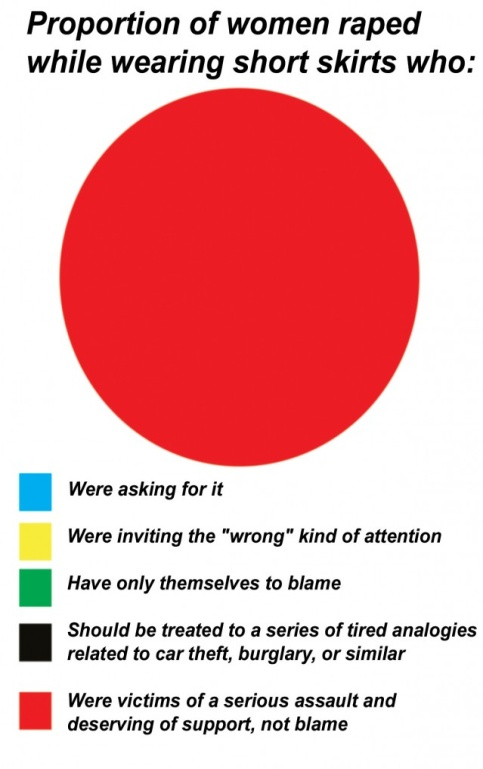 Proportion of women raped
while wearing short skirts who:
Were asking for it
Were inviting the "wrong" kind of attention
Have only themselves to blame
Should be treated to a series of tired analogies
related to car theft, burglary, or similar
Were victims of a serious assault and
deserving of support, not blame